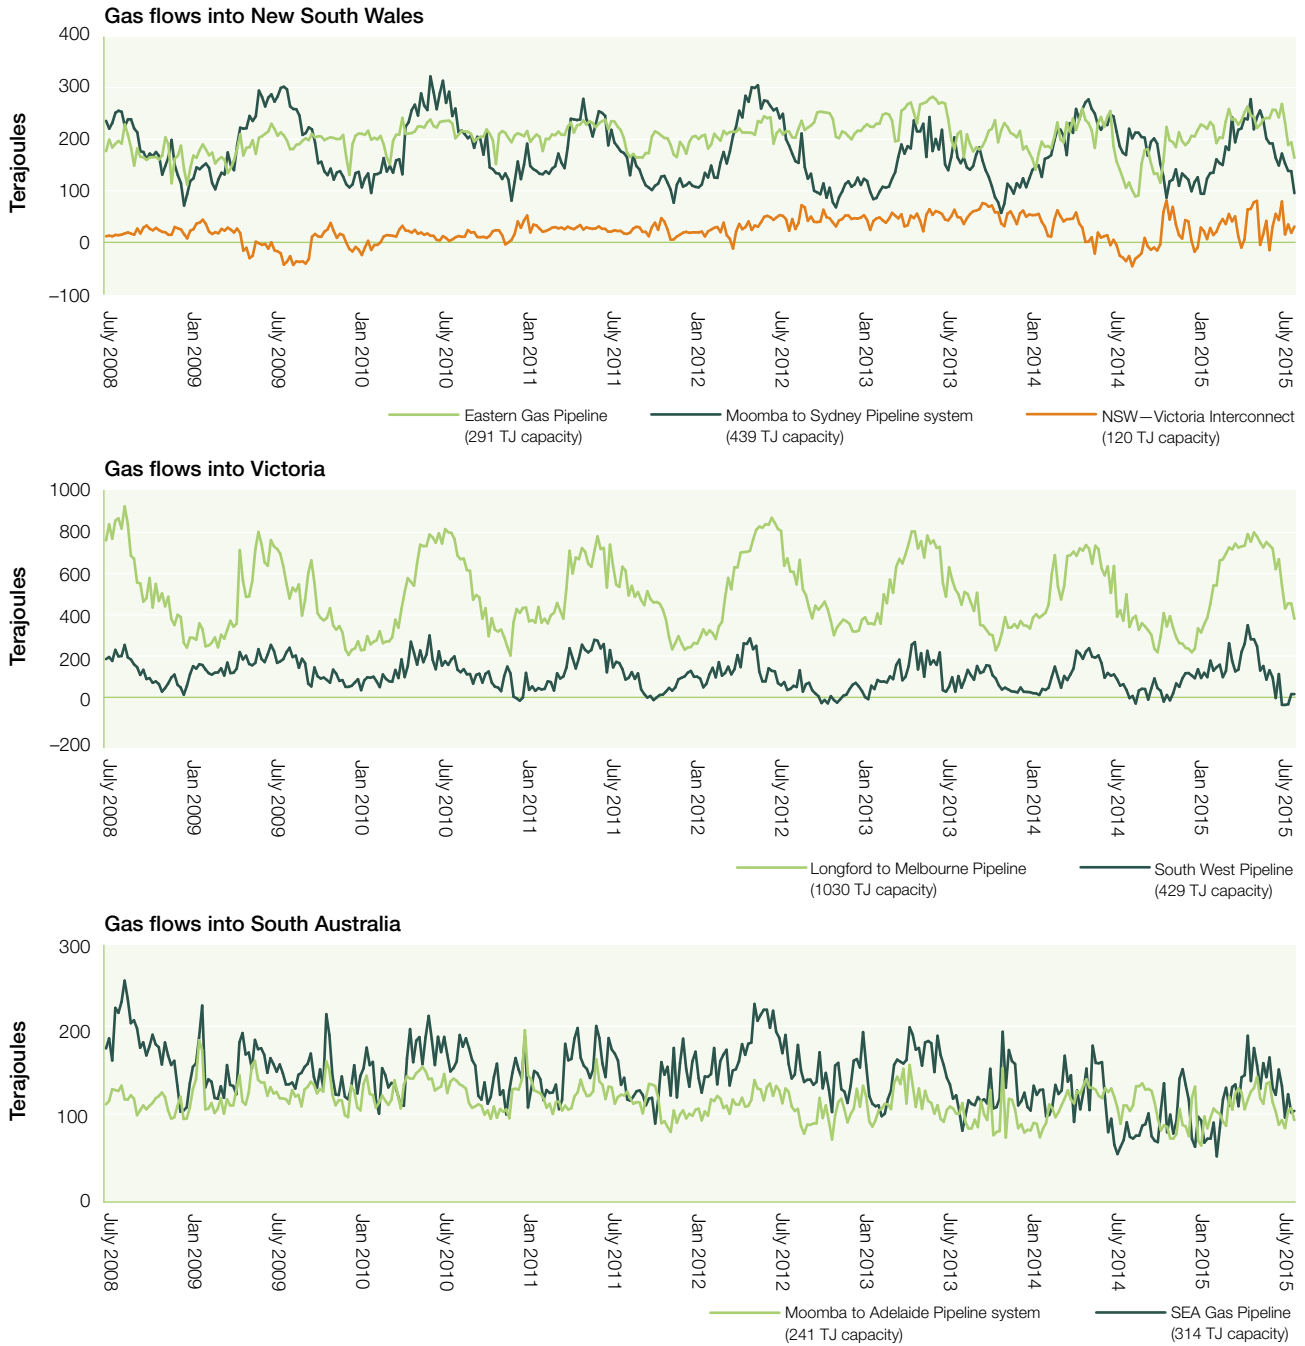 Gas flows into New South Wales
400
300
200
100
0
–100
Terajoules
July 2008
Jan 2009
July 2009
Jan 2010
July 2010
Jan 2011
July 2011
Jan 2012
July 2012
Jan 2013
July 2013
Jan 2014
July 2014
Jan 2015
July 2015
Eastern Gas Pipeline
(291 TJ capacity)
Moomba to Sydney Pipeline system
(439 TJ capacity)
NSW—Victoria Interconnect
(120 TJ capacity)
Gas flows into Victoria
1000
800
600
400
200
0
–200
Terajoules
July 2008
Jan 2009
July 2009
Jan 2010
July 2010
Jan 2011
July 2011
Jan 2012
July 2012
Jan 2013
July 2013
Jan 2014
July 2014
Jan 2015
July 2015
Longford to Melbourne Pipeline
(1030 TJ capacity)
South West Pipeline
(429 TJ capacity)
Gas flows into South Australia
300
200
100
0
Terajoules
July 2008
Jan 2009
July 2009
Jan 2010
July 2010
Jan 2011
July 2011
Jan 2012
July 2012
Jan 2013
July 2013
Jan 2014
July 2014
Jan 2015
July 2015
Moomba to Adelaide Pipeline system
(241 TJ capacity)
SEA Gas Pipeline
(314 TJ capacity)